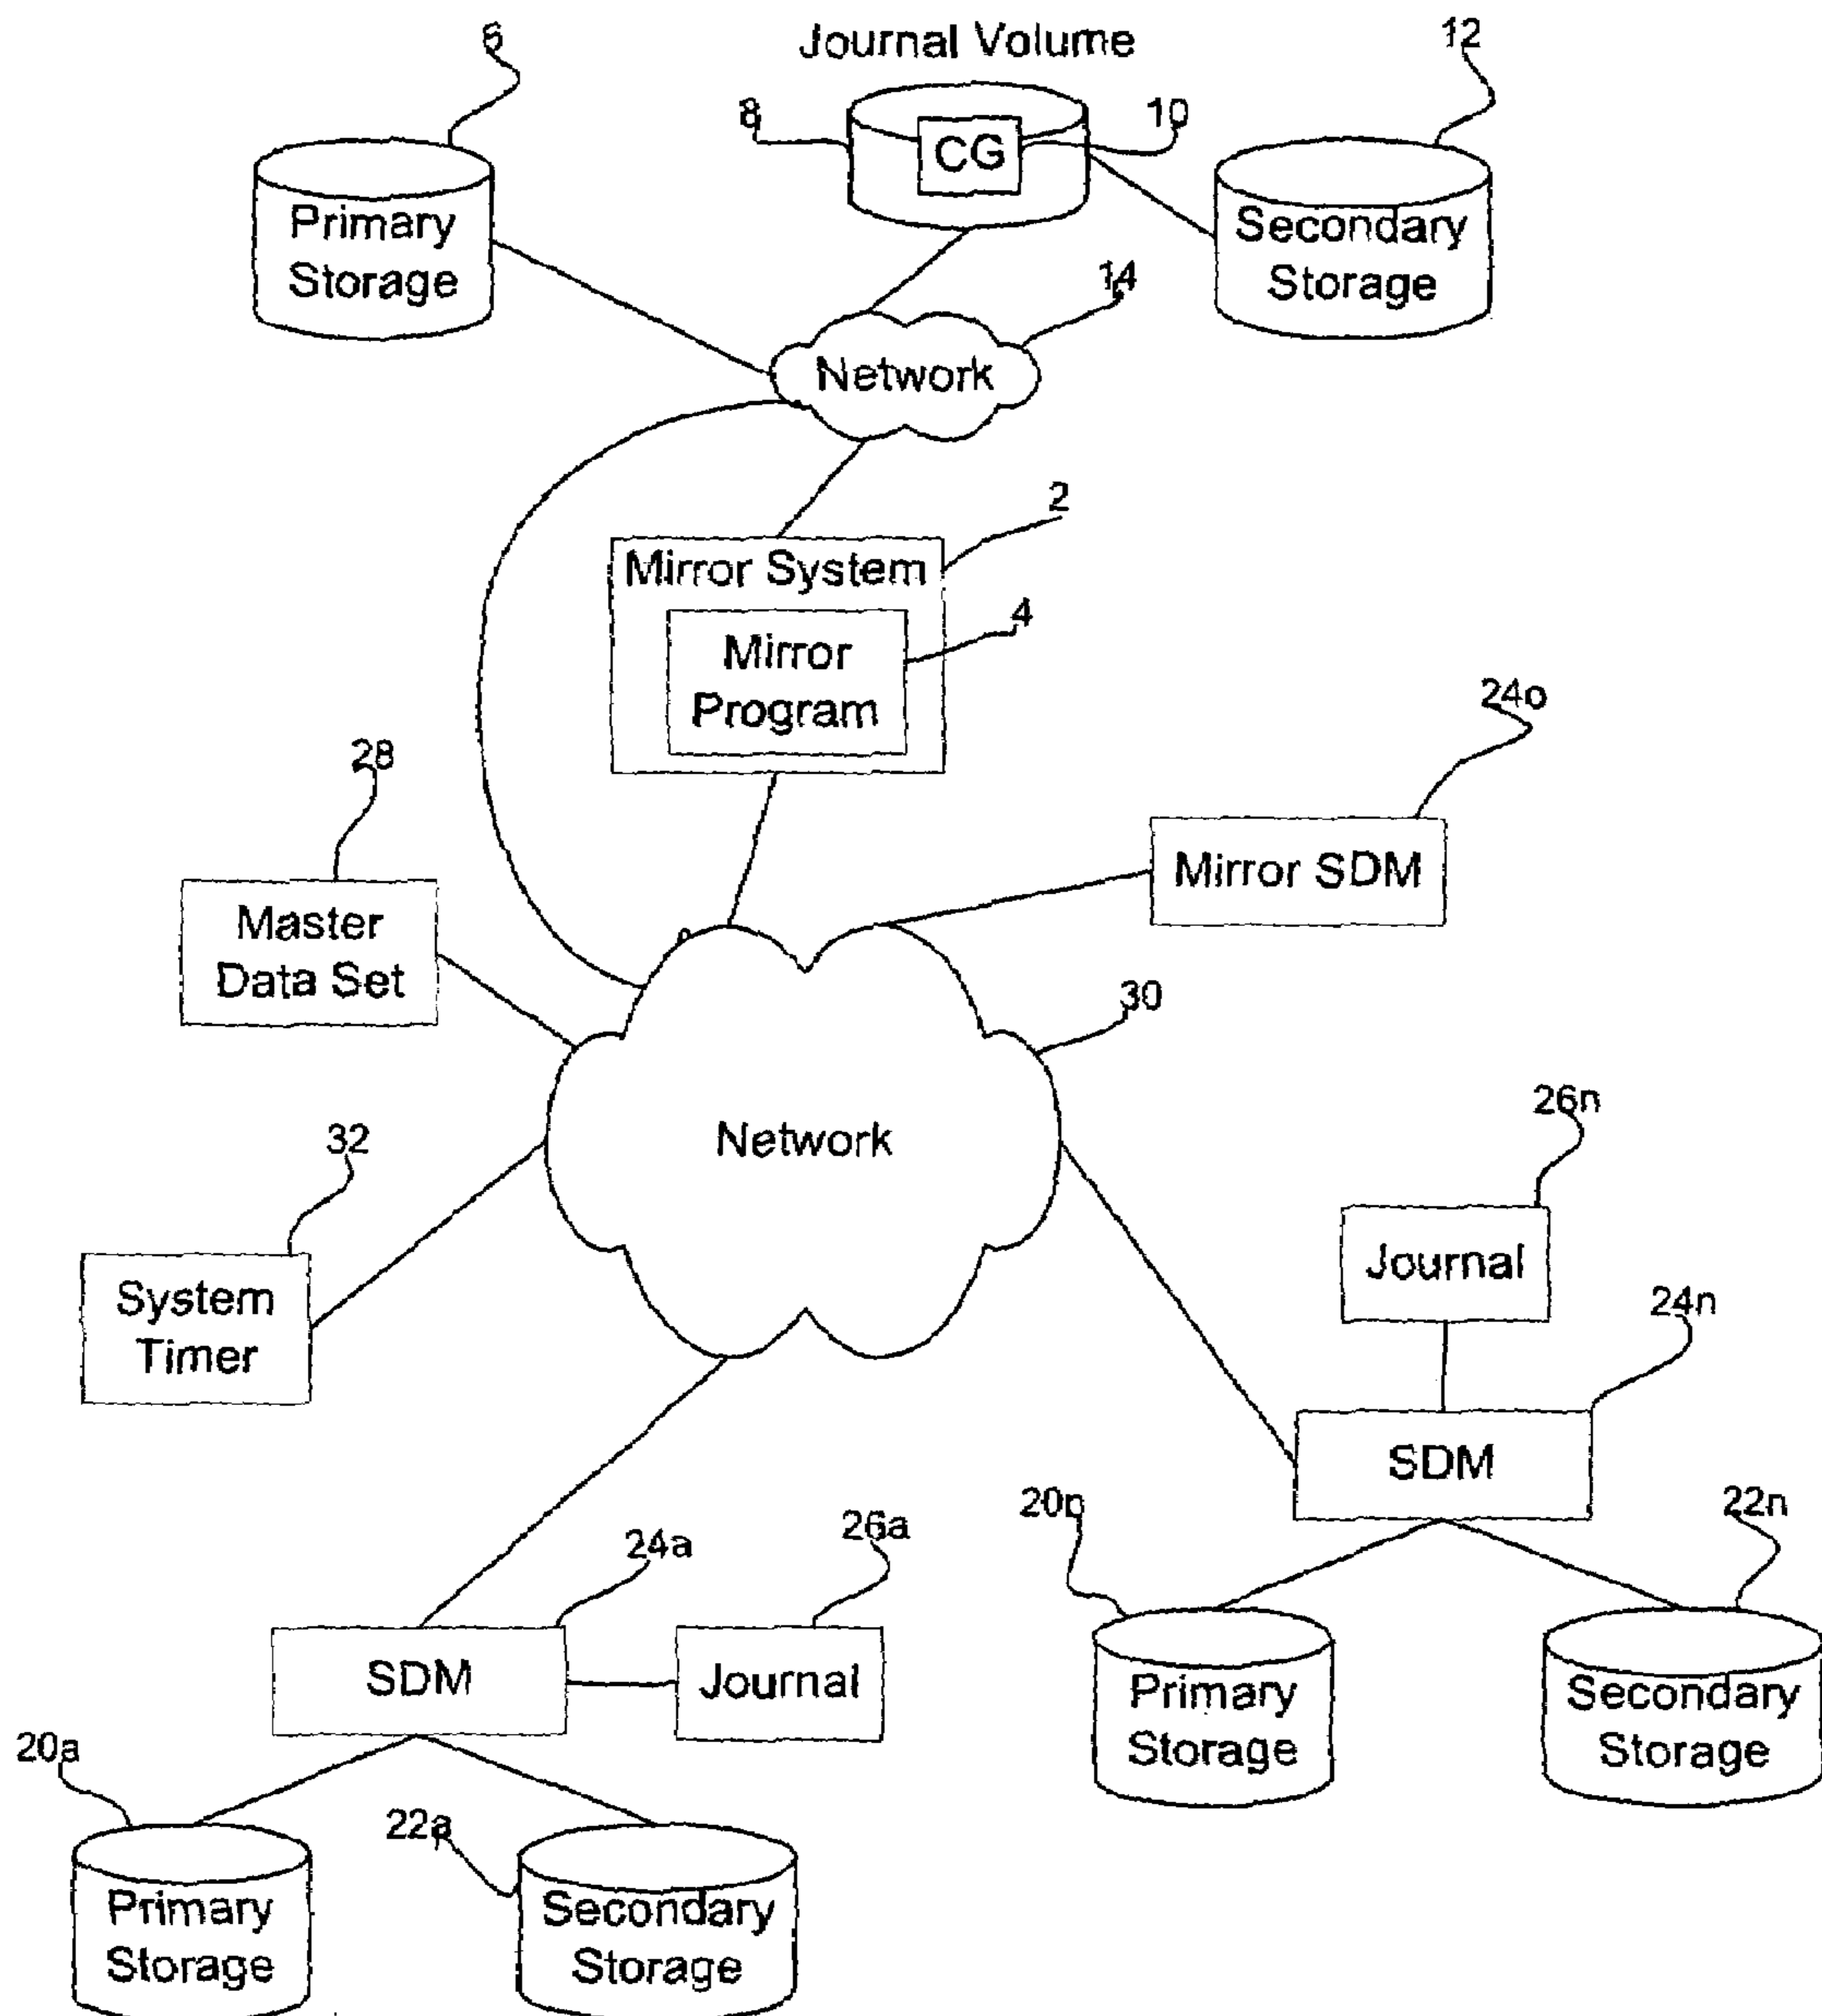 6
Journal Volume
12
8
CG
10
Primary
Storage
Secondary
Storage
14
Network
2
Mirror System
4
Mirror
Program
24o
28
Mirror SDM
Master
Data Set
30
Network
26n
32
Journal
System
Timer
24n
SDM
20n
22n
24a
26a
SDM
Journal
Primary
Storage
Secondary
Storage
20a
22a
Primary
Storage
Secondary
Storage